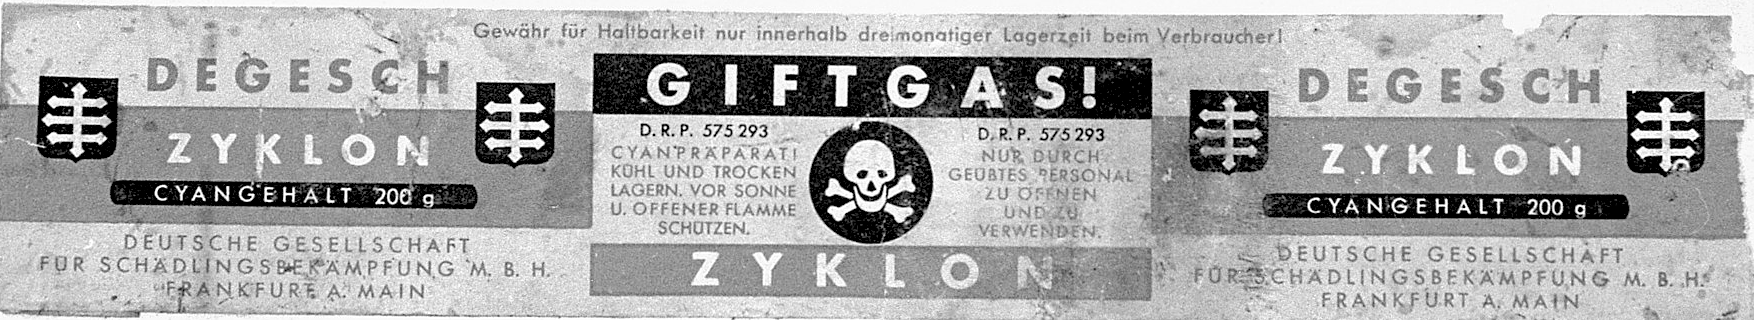 Gewähr für Haltbarkeit nur innerhalb dreimonatiger Lagerzeit beim Verbraucher!
DEGESCH
ZYKLON
CYANGEHALT 200 g
DEUTSCHE GESELLSCHAFT
FÜR SCHÄDLINGSBEKÄMPFUNG M. B. H.
FRANKFURT A. MAIN
GIFTGAS!
D. R. P. 575 293
CYANPRÄPARAT!
KÜHL UND TROCKEN
LAGERN. VOR SONNE
U. OFFENER FLAMME
SCHÜTZEN.
D. R. P. 575 293
NUR DURCH
GEÜBTES PERSONAL
ZU ÖFFNEN
UND ZU
VERWENDEN.
ZYKLON
DEGESCH
ZYKLON
CYANGEHALT 200 g
DEUTSCHE GESELLSCHAFT
FÜR SCHÄDLINGSBEKÄMPFUNG M. B. H.
FRANKFURT A. MAIN